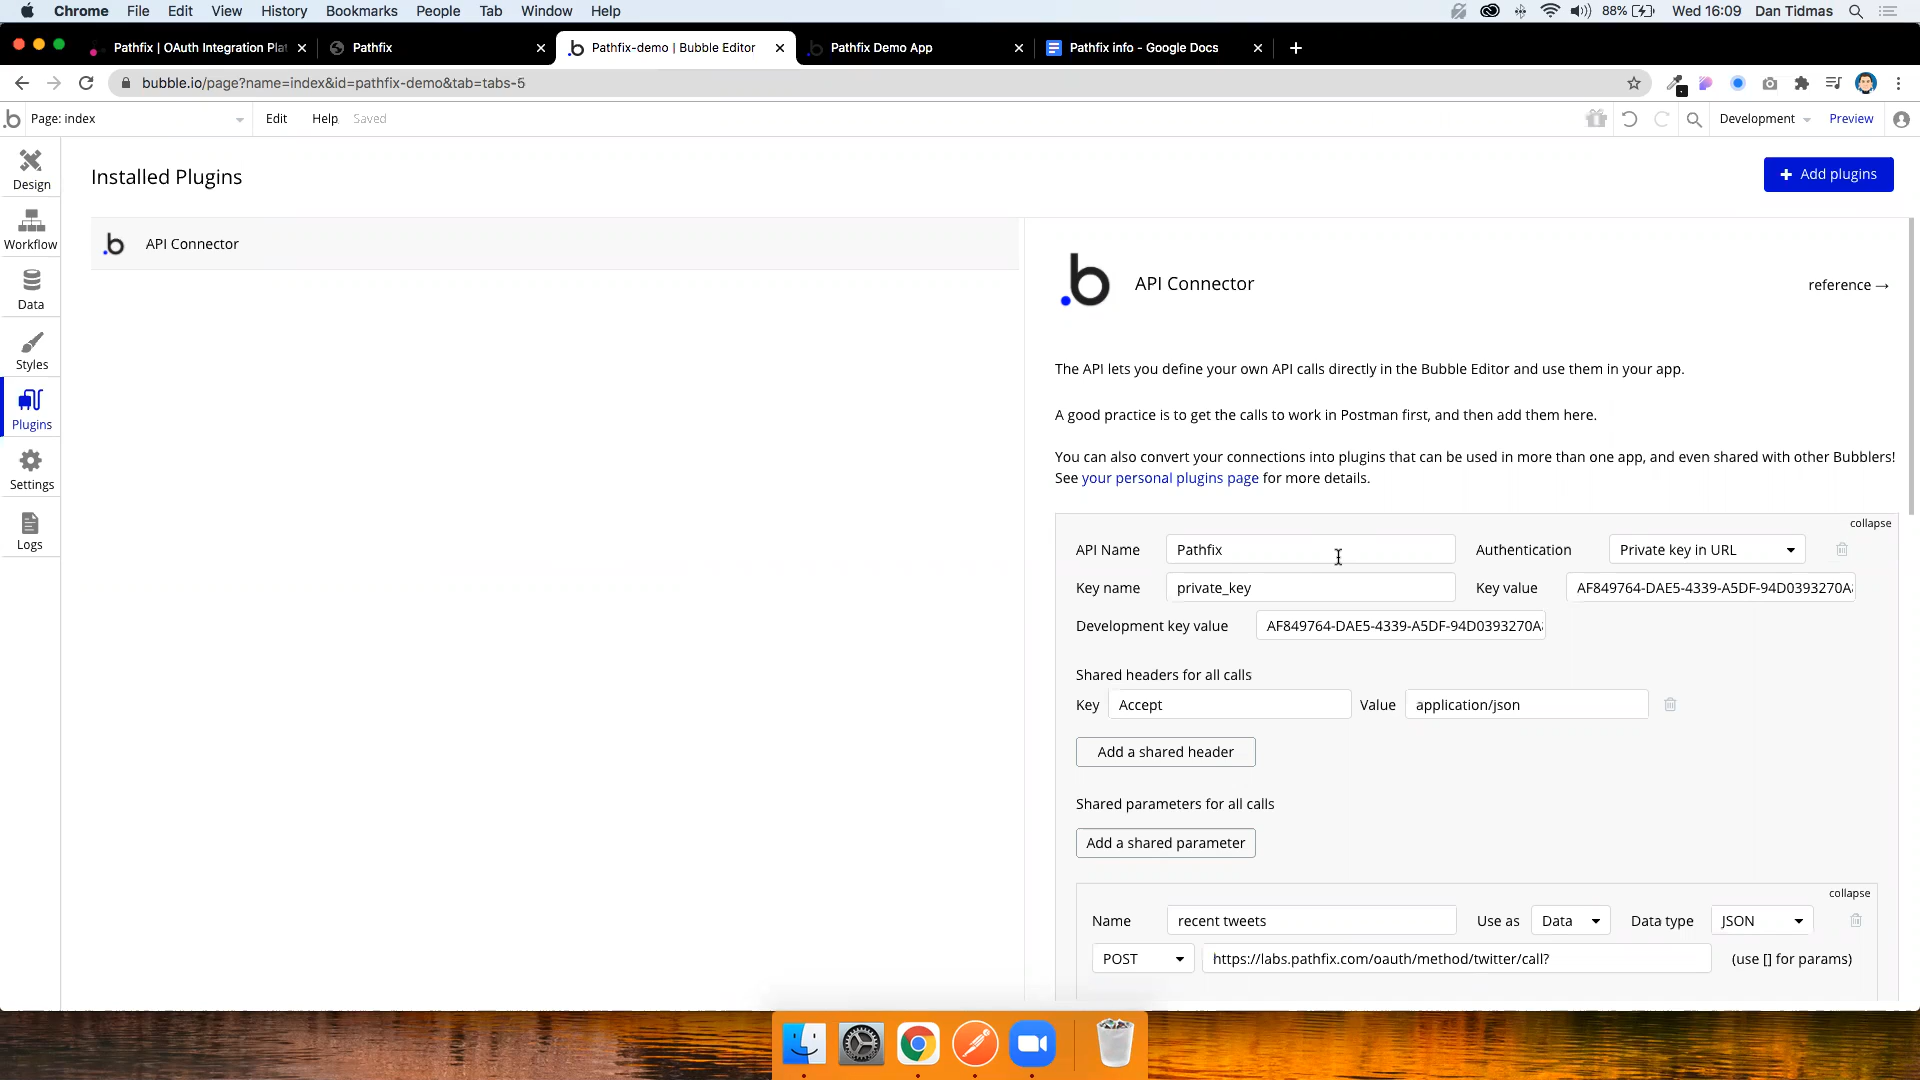 Chrome File Edit View History Bookmarks People Tab Window Help 88% Wed 16:09 Dan Tidmas
Pathfix | OAuth Integration Plat Pathfix Pathfix-demo | Bubble Editor Pathfix Demo App Pathfix info - Google Docs
bubble.io/page?name=index&id=pathfix-demo&tab=tabs-5
Page: index Edit Help Saved Development Preview
Design
Workflow
Data
Styles
Plugins
Settings
Logs
Installed Plugins
Add plugins
API Connector
API Connector
reference →
The API lets you define your own API calls directly in the Bubble Editor and use them in your app.
A good practice is to get the calls to work in Postman first, and then add them here.
You can also convert your connections into plugins that can be used in more than one app, and even shared with other Bubblers!
See your personal plugins page for more details.
collapse
API Name Pathfix Authentication Private key in URL
Key name private_key Key value AF849764-DAE5-4339-A5DF-94D0393270A
Development key value AF849764-DAE5-4339-A5DF-94D0393270A
Shared headers for all calls
Key Accept Value application/json
Add a shared header
Shared parameters for all calls
Add a shared parameter
collapse
Name recent tweets Use as Data Data type JSON
POST https://labs.pathfix.com/oauth/method/twitter/call? (use [] for params)